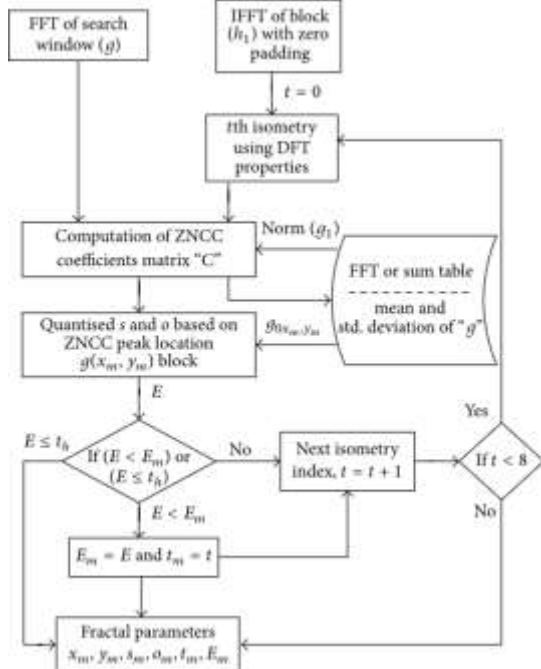 FFT of search
window (g)
IFFT of block
(h₁) with zero
padding
t = 0
tth isometry
using DFT
properties
Norm (g₁)
Computation of ZNCC
coefficients matrix “C”
FFT or sum table
mean and
std. deviation of “g”
Quantised s and o based on
ZNCC peak location
g(xₘ, yₘ) block
g₀ₓₘ,yₘ
E
E ≤ tₕ
If (E < Eₘ) or
(E ≤ tₕ)
No
Next isometry
index, t = t + 1
Yes
If t < 8
No
E < Eₘ
Eₘ = E and tₘ = t
Fractal parameters
xₘ, yₘ, sₘ, oₘ, tₘ, Eₘ